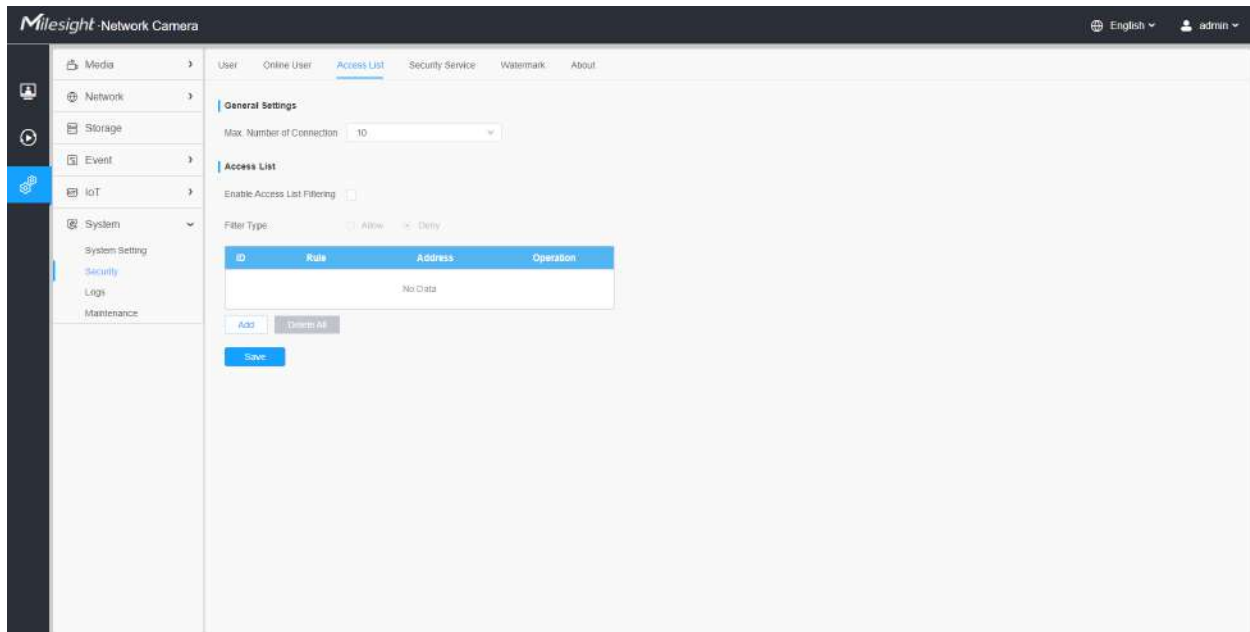 Milesight -Network Camera
English
admin
Media
Network
Storage
Event
IoT
System
System Setting
Security
Logs
Maintenance
User Online User Access List Security Service Watermark About
General Settings
Max. Number of Connection 10
Access List
Enable Access List Filtering
Filter Type Allow Deny
ID Rule Address Operation
No Data
Add Delete All
Save